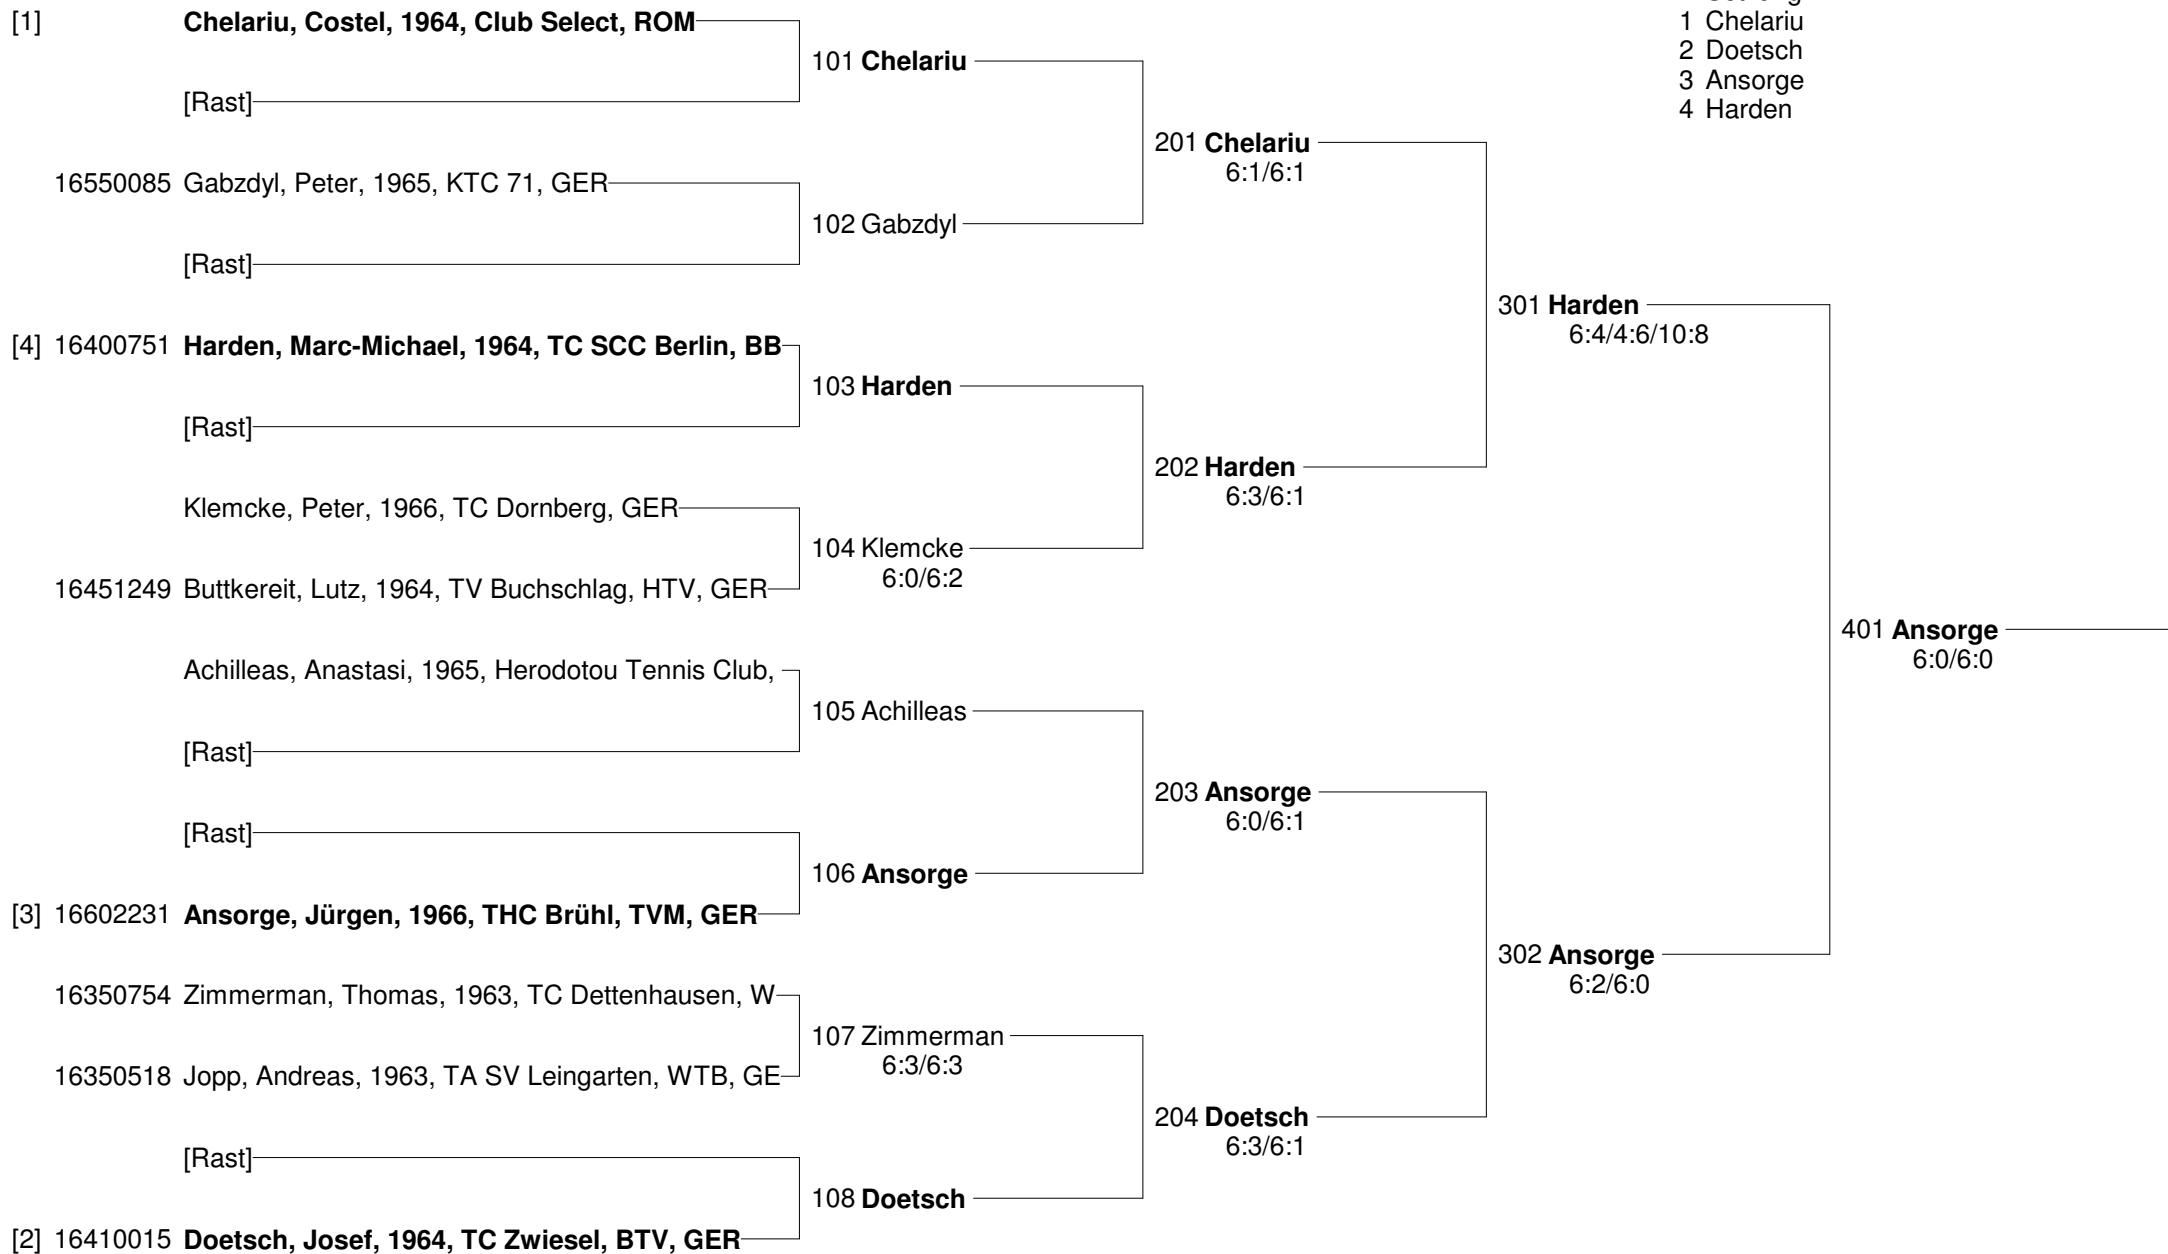 [1] Chelariu, Costel, 1964, Club Select, ROM
1 Chelariu
101 Chelariu
2 Doetsch
3 Ansorge
[Rast]
4 Harden
201 Chelariu
6:1/6:1
16550085 Gabzdyl, Peter, 1965, KTC 71, GER
102 Gabzdyl
[Rast]
301 Harden
6:4/4:6/10:8
[4] 16400751 Harden, Marc-Michael, 1964, TC SCC Berlin, BB
103 Harden
[Rast]
202 Harden
6:3/6:1
Klemcke, Peter, 1966, TC Dornberg, GER
104 Klemcke
6:0/6:2
16451249 Buttkereit, Lutz, 1964, TV Buchschlag, HTV, GER
401 Ansorge
6:0/6:0
Achilleas, Anastasi, 1965, Herodotou Tennis Club,
105 Achilleas
[Rast]
203 Ansorge
6:0/6:1
[Rast]
106 Ansorge
[3] 16602231 Ansorge, Jürgen, 1966, THC Brühl, TVM, GER
302 Ansorge
6:2/6:0
16350754 Zimmerman, Thomas, 1963, TC Dettenhausen, W
107 Zimmerman
6:3/6:3
16350518 Jopp, Andreas, 1963, TA SV Leingarten, WTB, GE
204 Doetsch
6:3/6:1
[Rast]
108 Doetsch
[2] 16410015 Doetsch, Josef, 1964, TC Zwiesel, BTV, GER